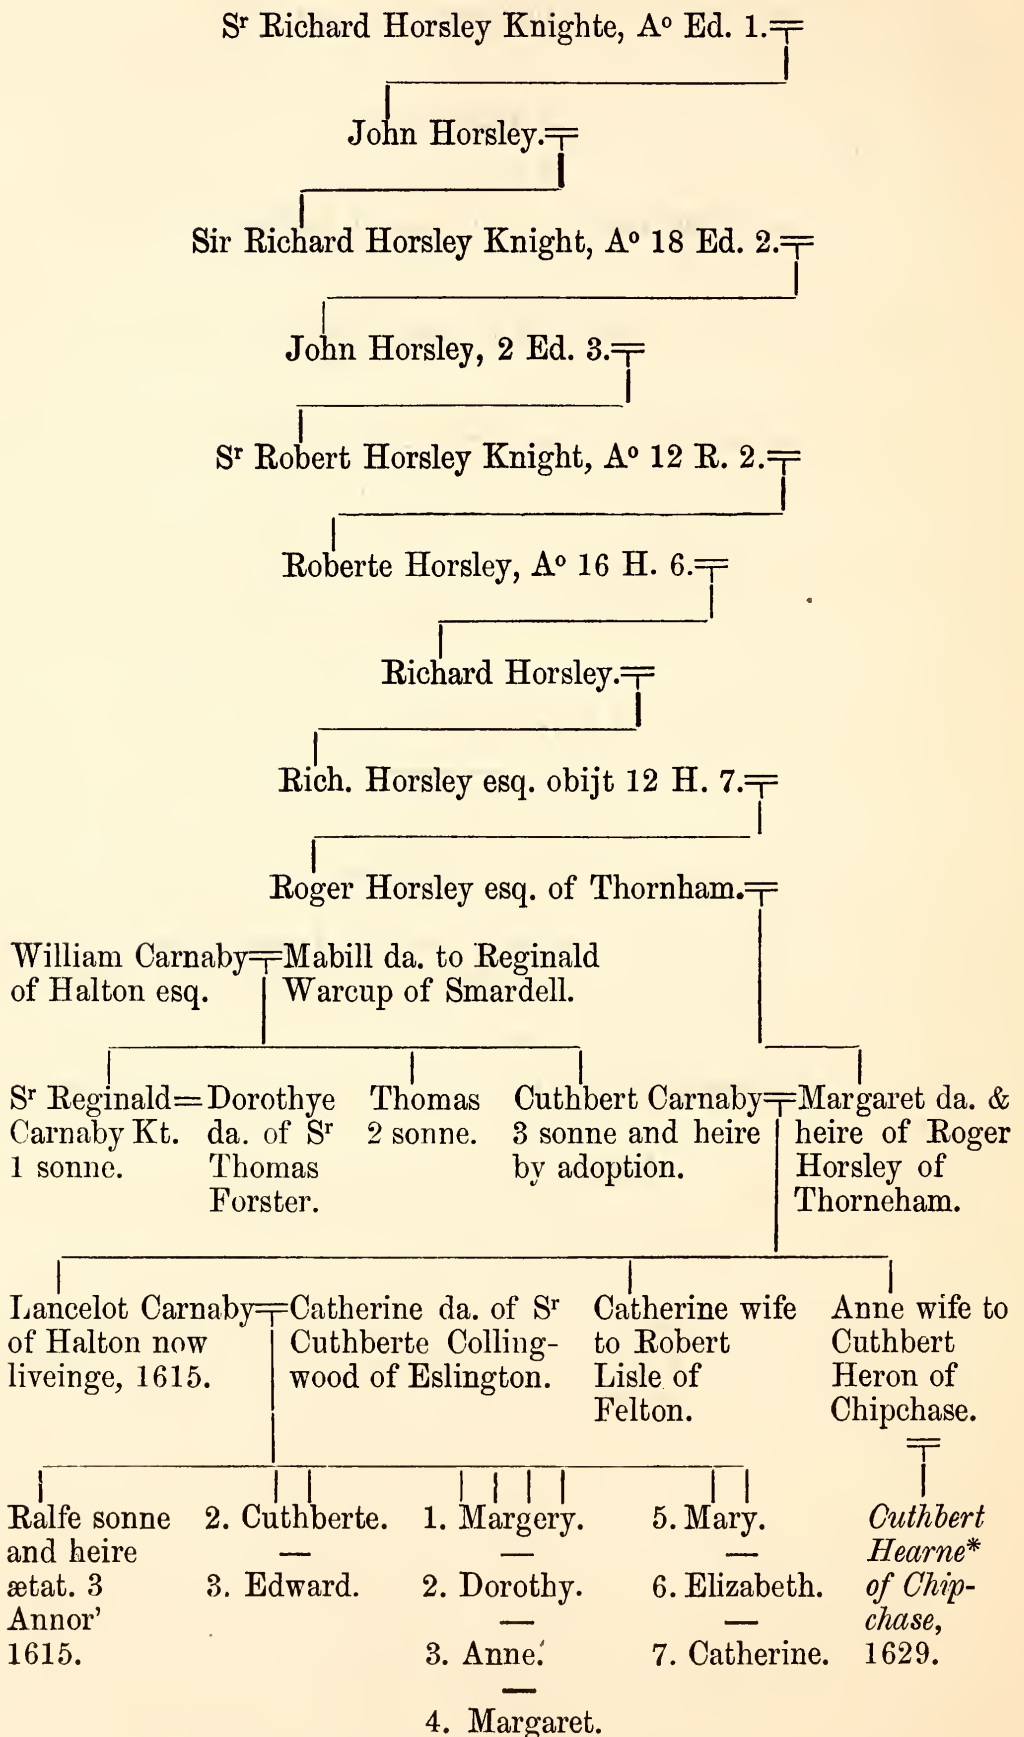 Sr Richard Horsley Knighte, Ao Ed. 1.
John Horsley.
Sir Richard Horsley Knight, Ao 18 Ed. 2.
John Horsley, 2 Ed. 3.
Sr Robert Horsley Knight, Ao 12 R. 2.
Roberte Horsley, Ao 16 H. 6.
Richard Horsley.
Rich. Horsley esq. obijt 12 H. 7.
Roger Horsley esq. of Thornham.
William Carnaby
of Halton esq.
Mabill da. to Reginald
Warcup of Smardell.
Sr Reginald
Carnaby Kt.
1 sonne.
Dorothye
da. of Sr
Thomas
Forster.
Thomas
2 sonne.
Cuthbert Carnaby
3 sonne and heire
by adoption.
Margaret da. &
heire of Roger
Horsley of
Thorneham.
Lancelot Carnaby
of Halton now
liveinge, 1615.
Catherine da. of Sr
Cuthberte Colling-
wood of Eslington.
Catherine wife
to Robert
Lisle of
Felton.
Anne wife to
Cuthbert
Heron of
Chipchase.
Ralfe sonne
and heire
ætat. 3
Annor'
1615.
2. Cuthberte.
3. Edward.
1. Margery.
2. Dorothy.
3. Anne.
4. Margaret.
5. Mary.
6. Elizabeth.
7. Catherine.
Cuthbert
Hearne*
of Chip-
chase,
1629.